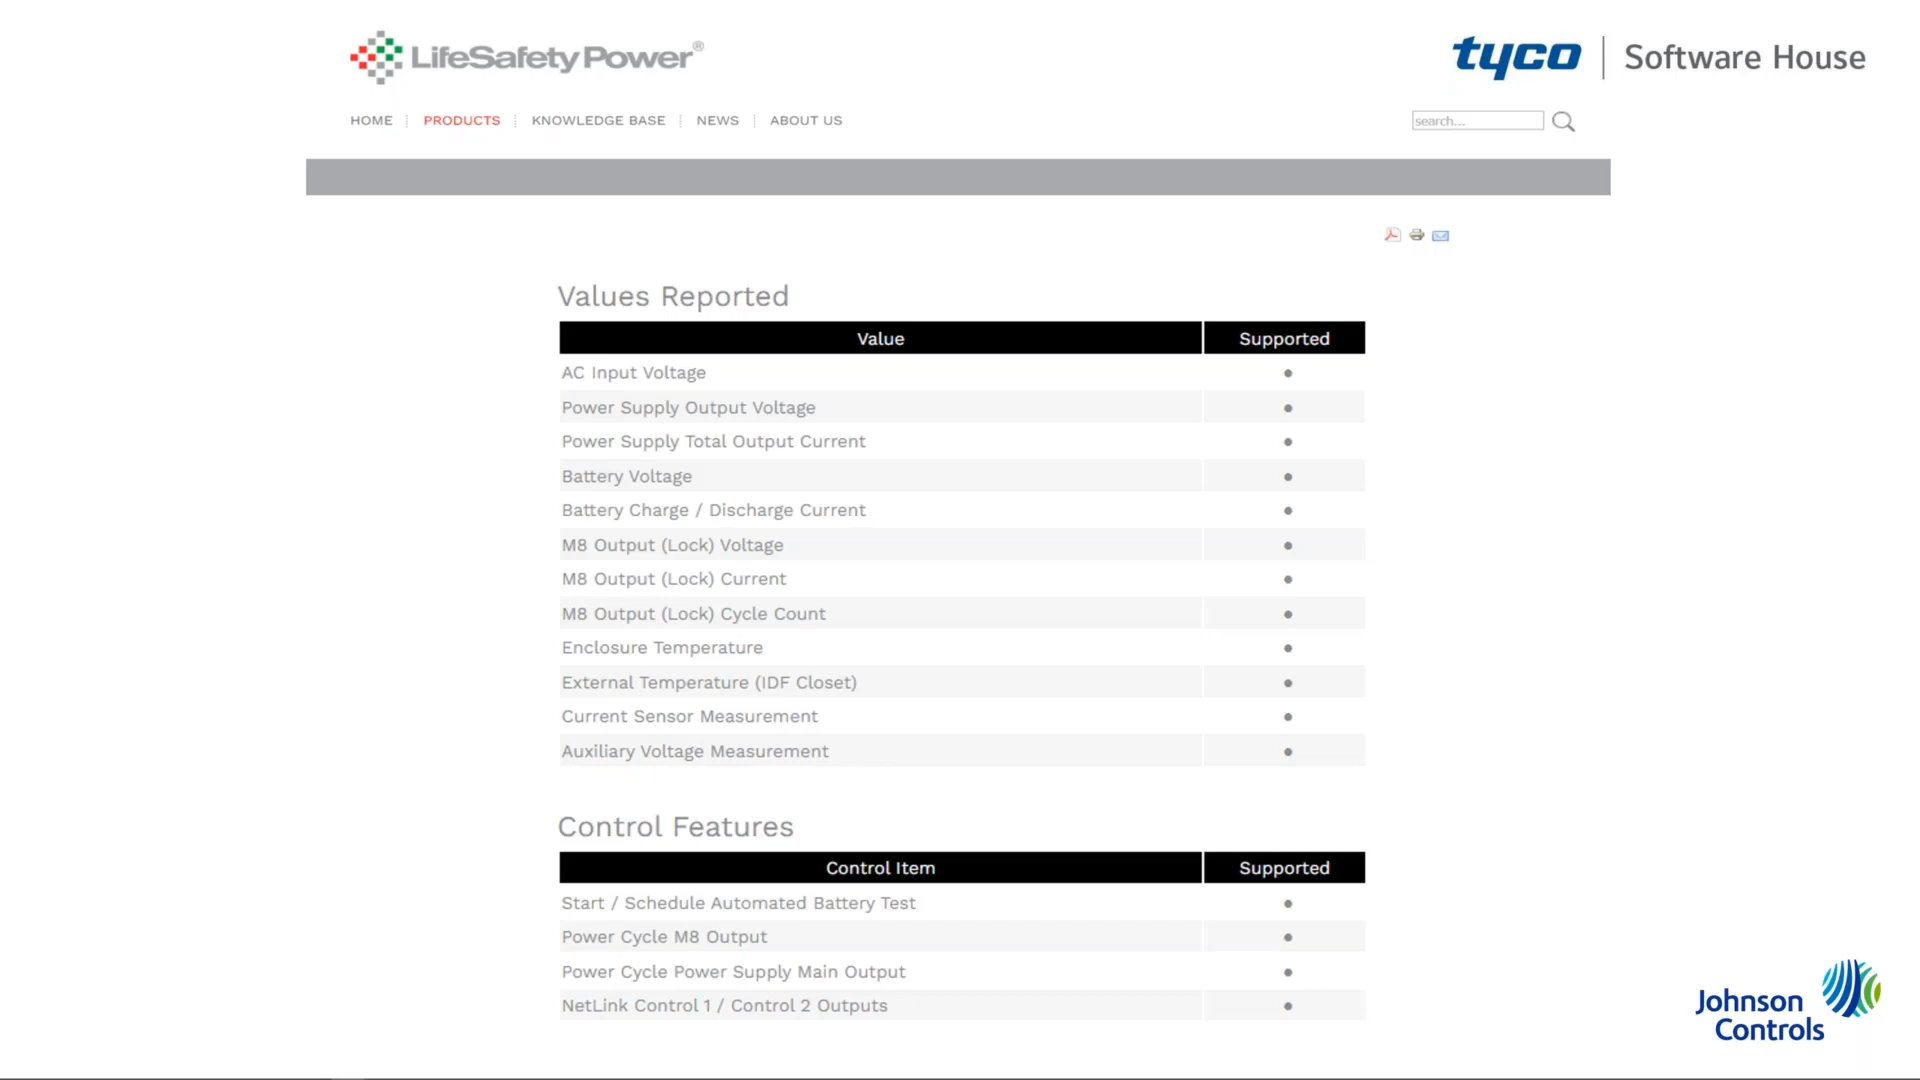 LifeSafety Power®
tyco | Software House
HOME
PRODUCTS
KNOWLEDGE BASE
NEWS
ABOUT US
search...
Values Reported
Value Supported
AC Input Voltage ●
Power Supply Output Voltage ●
Power Supply Total Output Current ●
Battery Voltage ●
Battery Charge / Discharge Current ●
M8 Output (Lock) Voltage ●
M8 Output (Lock) Current ●
M8 Output (Lock) Cycle Count ●
Enclosure Temperature ●
External Temperature (IDF Closet) ●
Current Sensor Measurement ●
Auxiliary Voltage Measurement ●
Control Features
Control Item Supported
Start / Schedule Automated Battery Test ●
Power Cycle M8 Output ●
Power Cycle Power Supply Main Output ●
NetLink Control 1 / Control 2 Outputs ●
Johnson
Controls